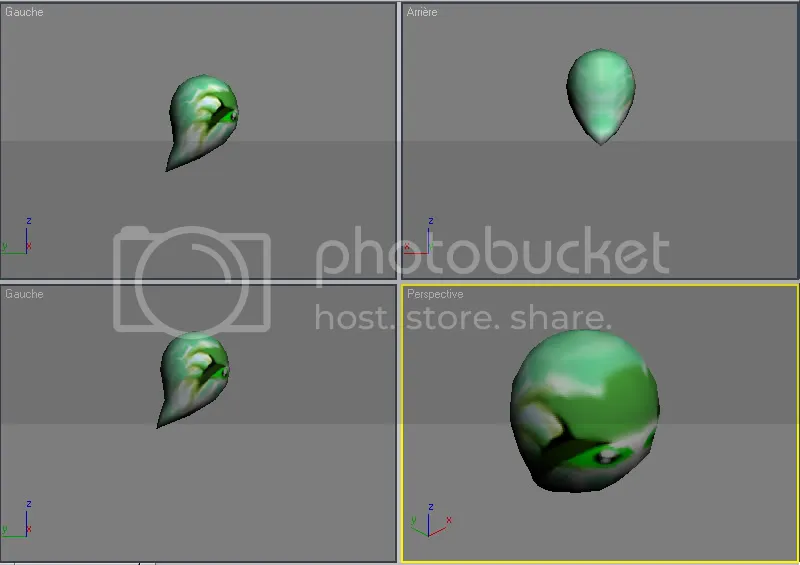 Gauche
Arrière
z
y
x
z
x
photobucket
host. store. share.
Gauche
Perspective
z
y
x
z
y
x